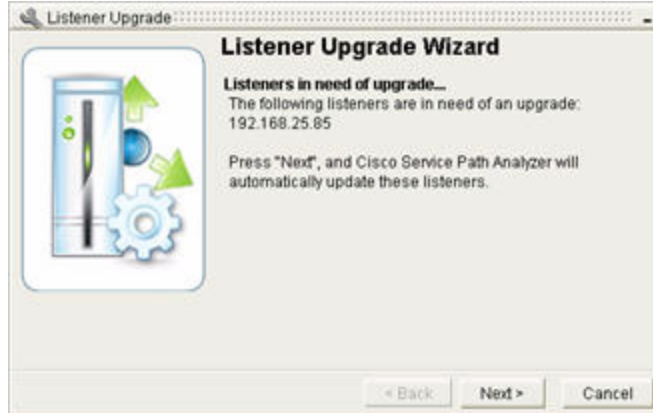 Listener Upgrade
Listener Upgrade Wizard
Listeners in need of upgrade...
The following listeners are in need of an upgrade:
192.168.25.85
Press "Next", and Cisco Service Path Analyzer will
automatically update these listeners.
< Back
Next >
Cancel